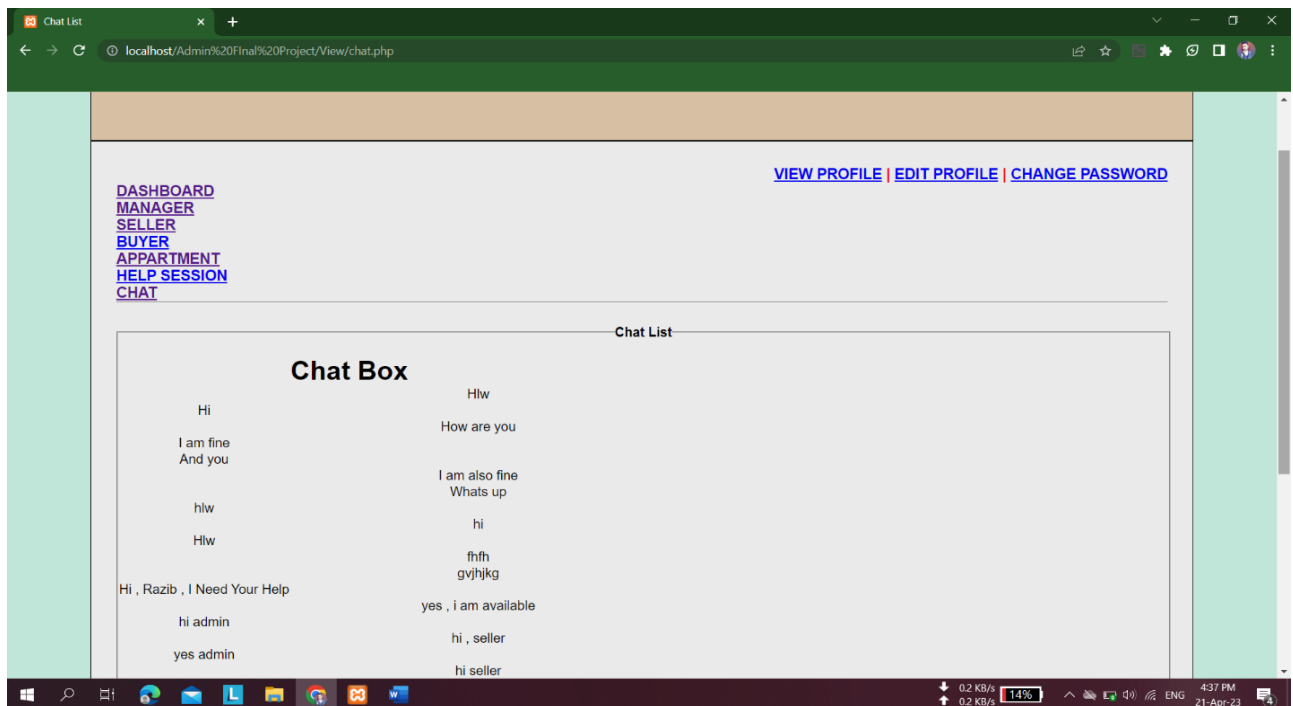 Chat List
localhost/Admin%20FInal%20Project/View/chat.php
VIEW PROFILE | EDIT PROFILE | CHANGE PASSWORD
DASHBOARD
MANAGER
SELLER
BUYER
APPARTMENT
HELP SESSION
CHAT
Chat List
Chat Box
Hlw
Hi
How are you
I am fine
And you
I am also fine
Whats up
hlw
hi
Hlw
fhfh
gvjhjkg
Hi , Razib , I Need Your Help
yes , i am available
hi admin
hi , seller
yes admin
hi seller
L
W
0.2 KB/s
0.2 KB/s
14%
ENG
4:37 PM
21-Apr-23
4